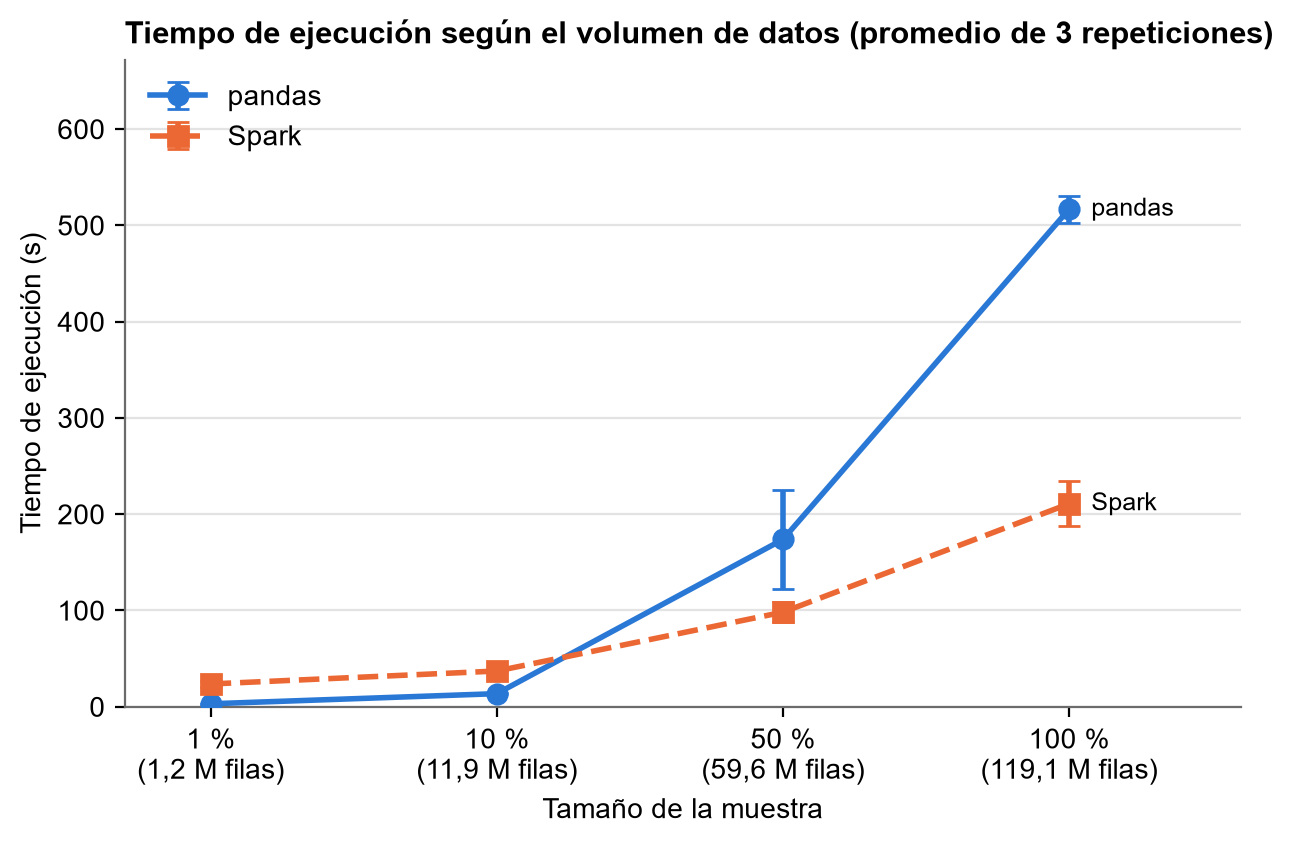 Tiempo de ejecución según el volumen de datos (promedio de 3 repeticiones)
pandas
Spark
Tiempo de ejecución (s)
600
500
400
300
200
100
0
pandas
Spark
1 %
(1,2 M filas)
10 %
(11,9 M filas)
50 %
(59,6 M filas)
100 %
(119,1 M filas)
Tamaño de la muestra